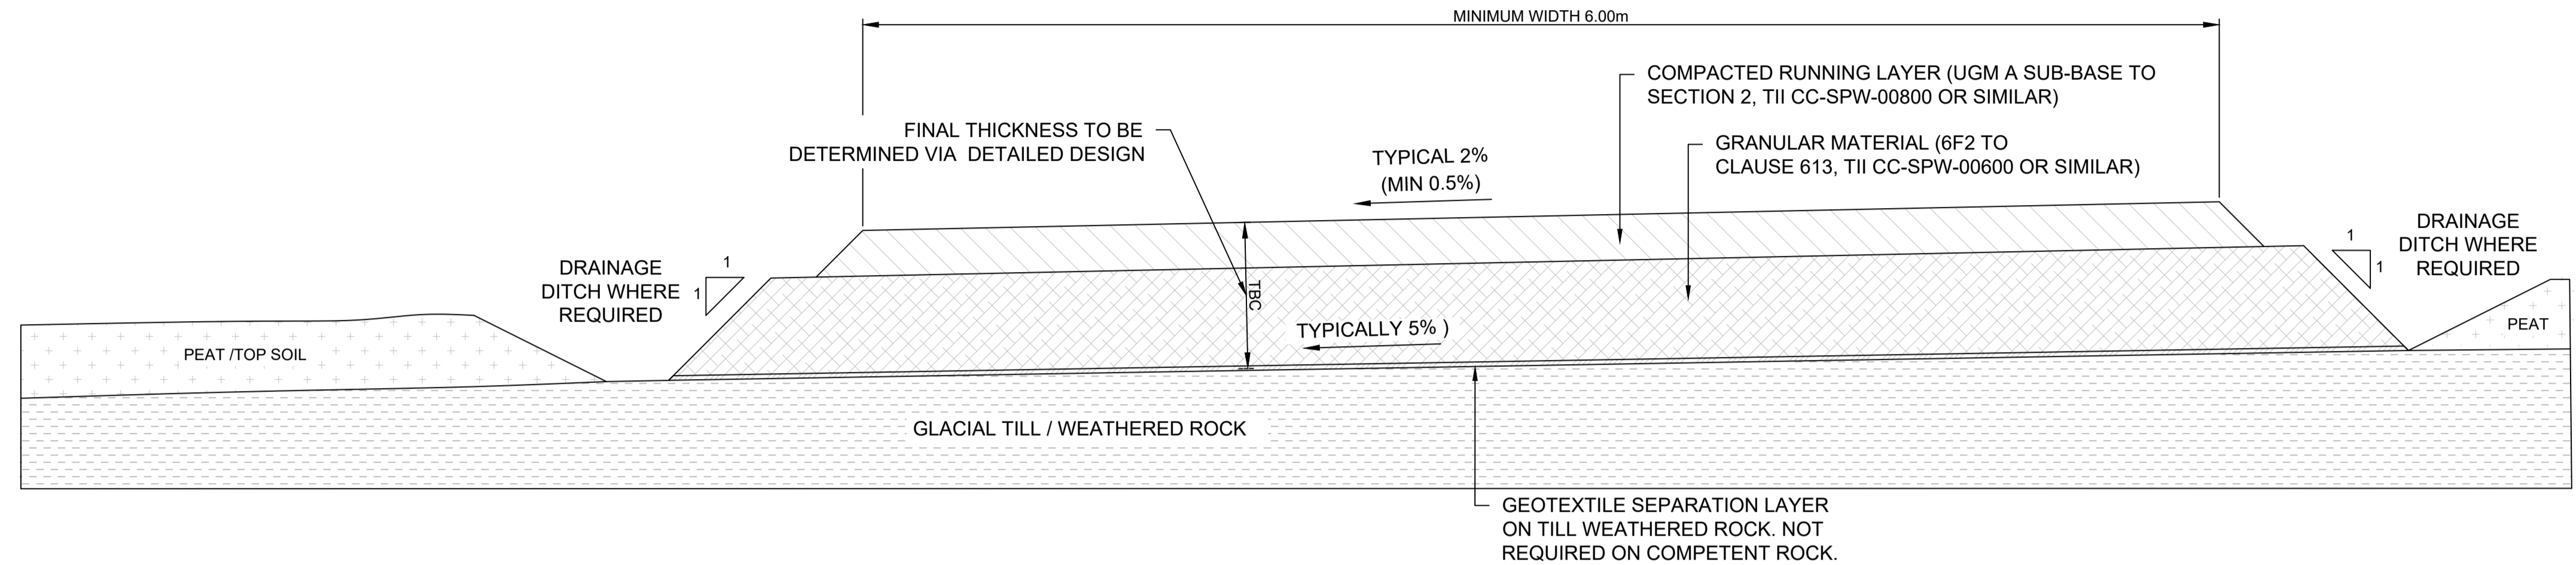 MINIMUM WIDTH 6.00m
COMPACTED RUNNING LAYER (UGM A SUB-BASE TO
SECTION 2, TII CC-SPW-00800 OR SIMILAR)
FINAL THICKNESS TO BE
DETERMINED VIA DETAILED DESIGN
TYPICAL 2%
(MIN 0.5%)
GRANULAR MATERIAL (6F2 TO
CLAUSE 613, TII CC-SPW-00600 OR SIMILAR)
DRAINAGE
DITCH WHERE
REQUIRED
1
1
TBC
TYPICALLY 5% )
1
1
DRAINAGE
DITCH WHERE
REQUIRED
PEAT /TOP SOIL
PEAT
GLACIAL TILL / WEATHERED ROCK
GEOTEXTILE SEPARATION LAYER
ON TILL WEATHERED ROCK. NOT
REQUIRED ON COMPETENT ROCK.